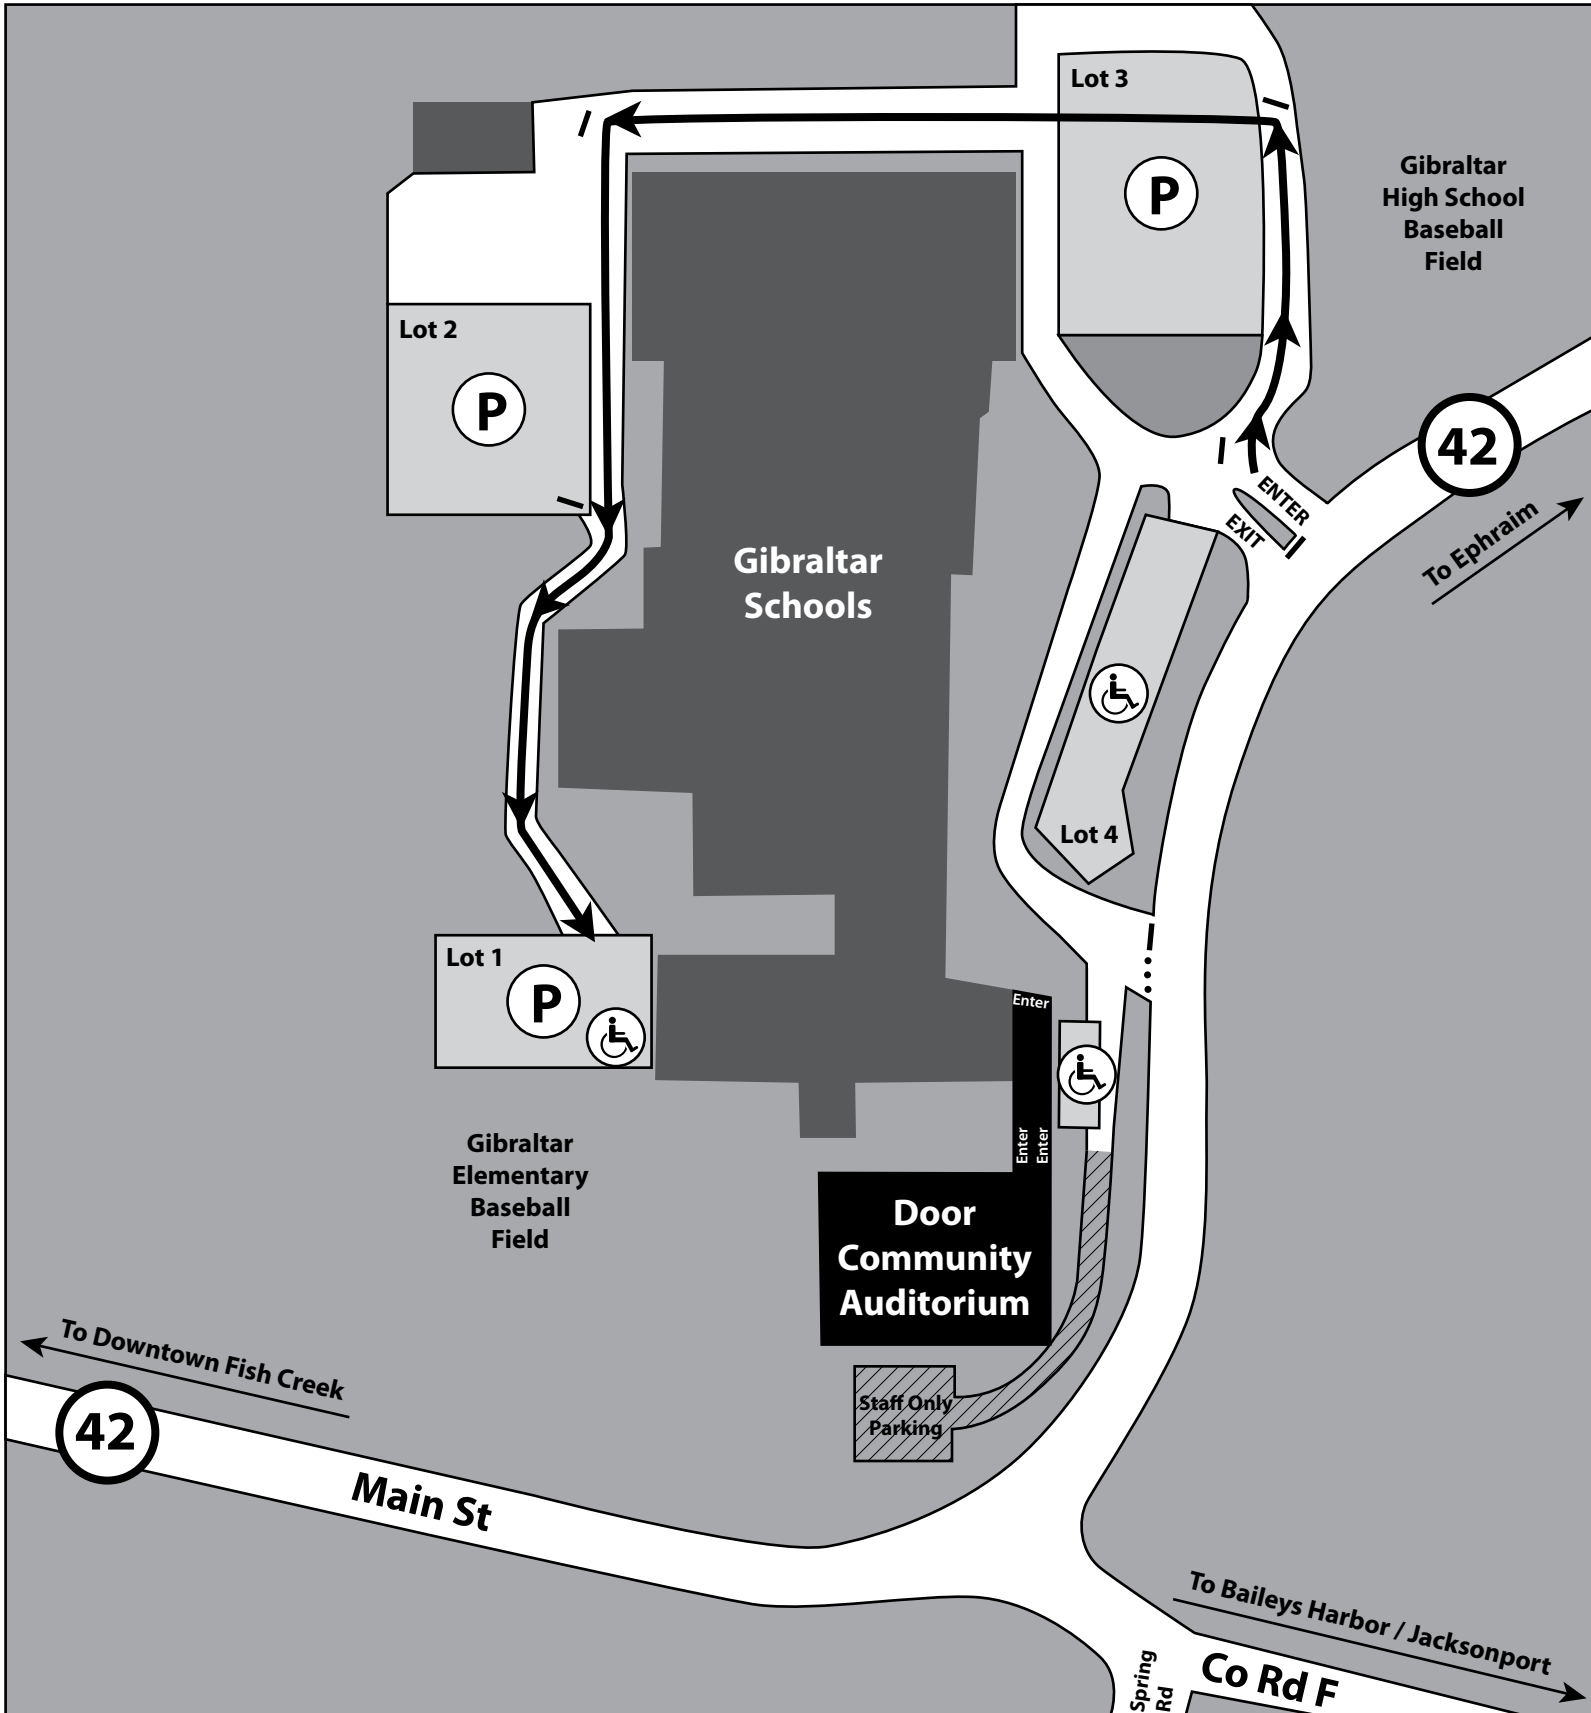 Lot 3
P
Gibraltar
High School
Baseball
Field
Lot 2
P
42
ENTER
EXIT
To Ephraim
Gibraltar
Schools
Lot 4
Lot 1
P
Enter
Enter
Enter
Gibraltar
Elementary
Baseball
Field
Door
Community
Auditorium
To Downtown Fish Creek
Staff Only
Parking
42
Main St
To Baileys Harbor / Jacksonport
Co Rd F
Spring
Rd